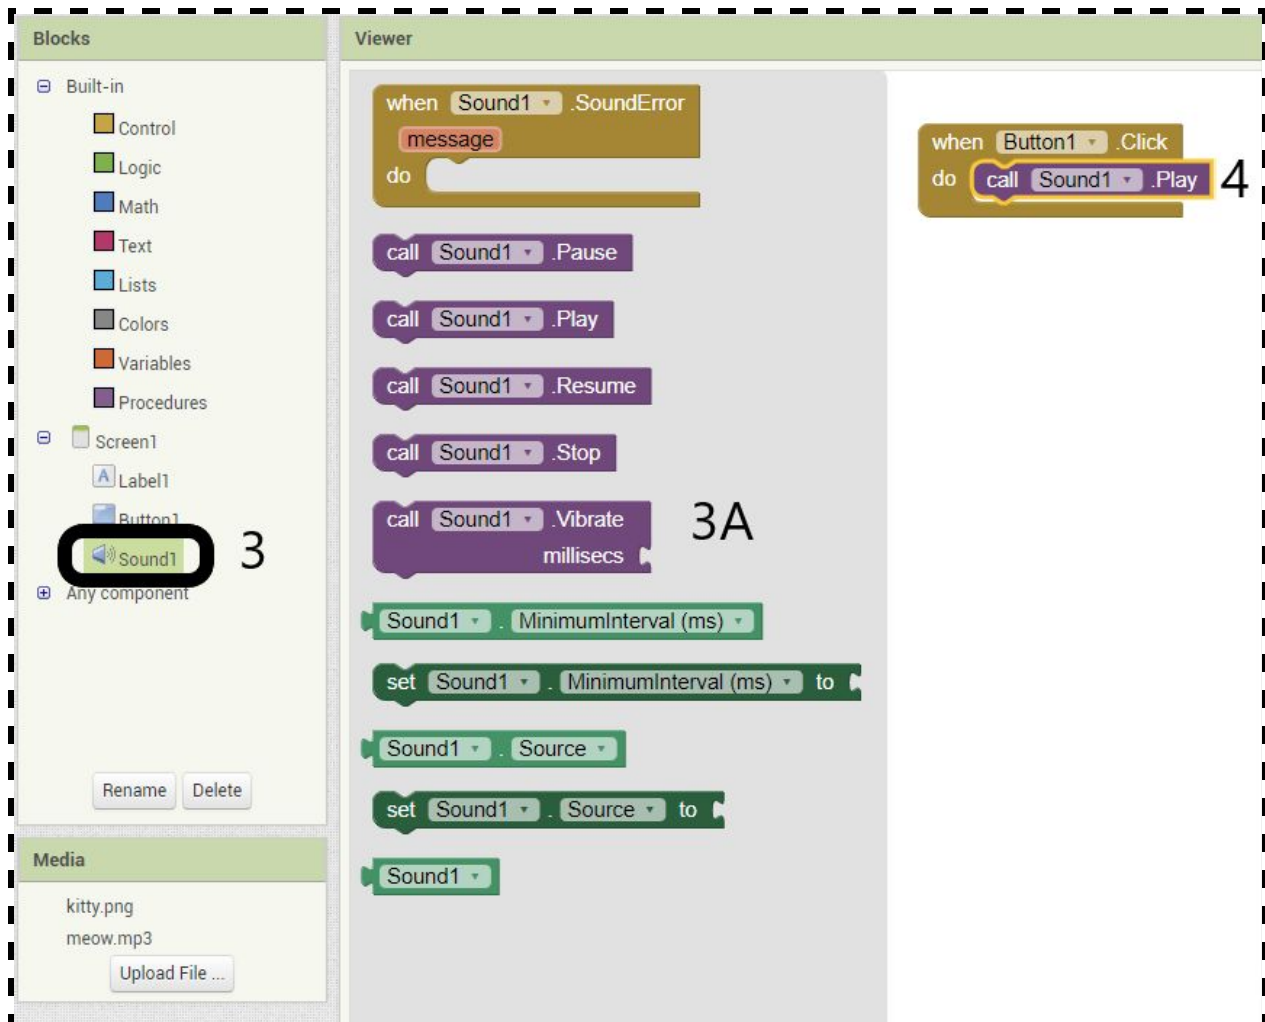 Blocks
Built-in
Control
Logic
Math
Text
Lists
Colors
Variables
Procedures
Screen1
Label1
Button1
Sound1
3
Any component
Rename Delete
Media
kitty.png
meow.mp3
Upload File ...
Viewer
when Sound1 .SoundError
message
do
call Sound1 .Pause
call Sound1 .Play
call Sound1 .Resume
call Sound1 .Stop
call Sound1 .Vibrate
millisecs
3A
Sound1 . MinimumInterval (ms)
set Sound1 . MinimumInterval (ms) to
Sound1 . Source
set Sound1 . Source to
Sound1
when Button1 .Click
do call Sound1 .Play
4